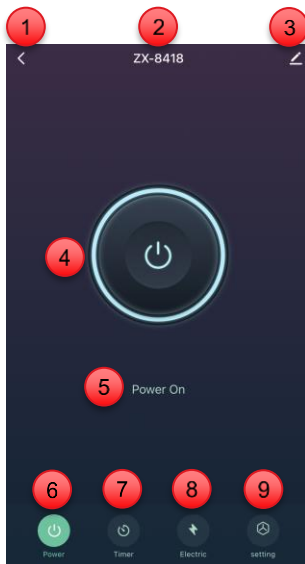 1 2 3
ZX-8418
4
5 Power On
6 7 8 9
Power Timer Electric setting